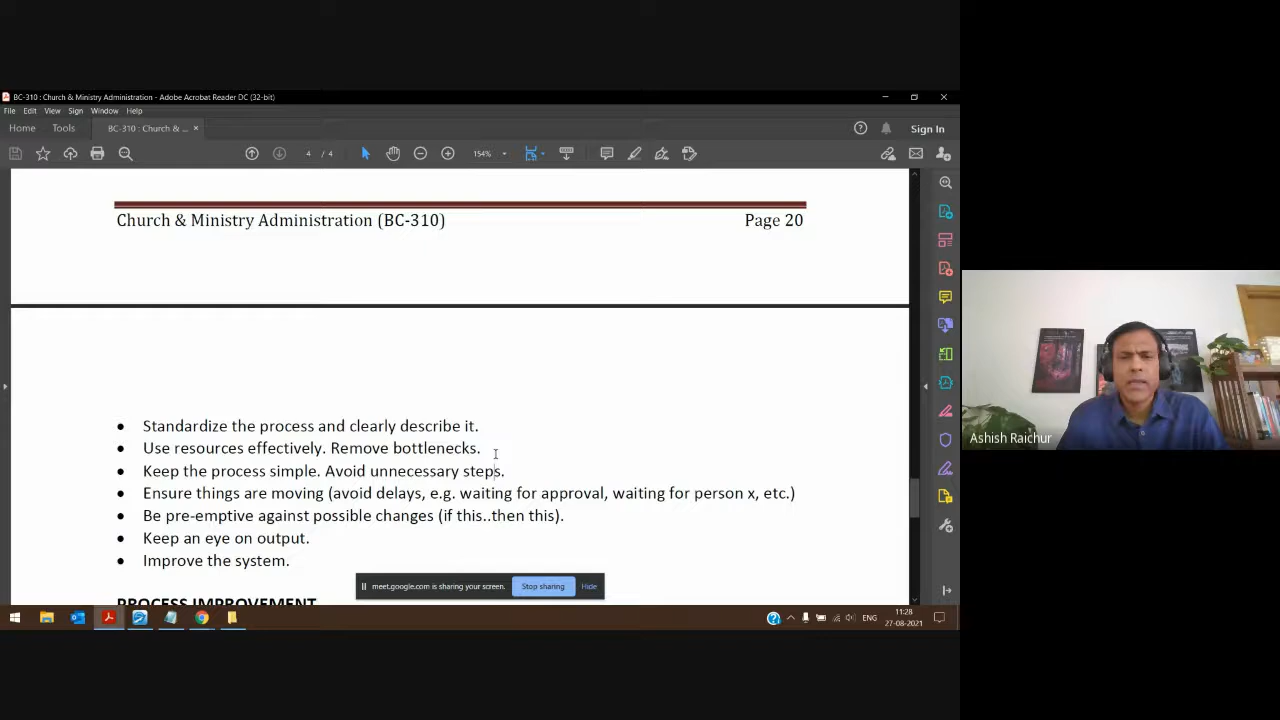 BC-310 : Church & Ministry Administration - Adobe Acrobat Reader DC (32-bit)
File Edit View Sign Window Help
Home Tools BC-310 : Church & ... × Sign In
4 / 4 154%
Church & Ministry Administration (BC-310) Page 20
• Standardize the process and clearly describe it.
• Use resources effectively. Remove bottlenecks.
• Keep the process simple. Avoid unnecessary steps.
• Ensure things are moving (avoid delays, e.g. waiting for approval, waiting for person x, etc.)
• Be pre-emptive against possible changes (if this..then this).
• Keep an eye on output.
• Improve the system.
meet.google.com is sharing your screen. Stop sharing Hide
PROCESS IMPROVEMENT
ENG 11:28
27-08-2021
Ashish Raichur